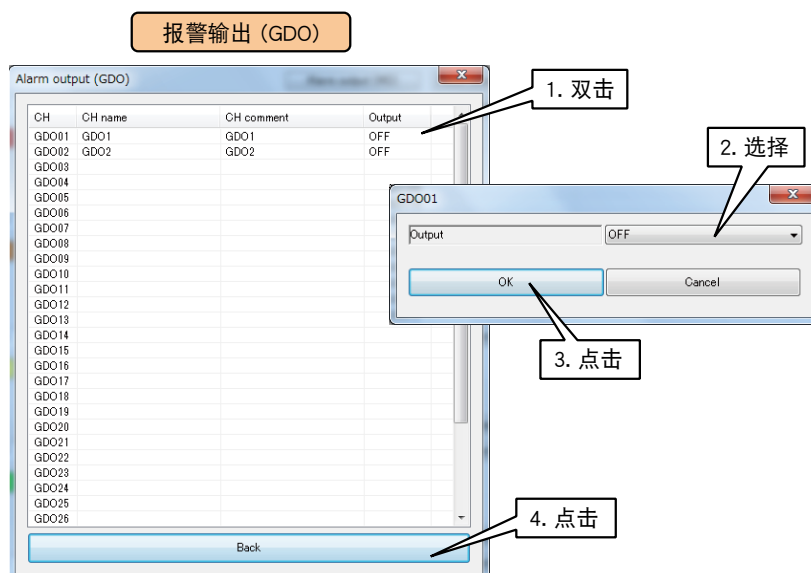 报警输出（GDO）
Alarm output (GDO)
1. 双击
CH CH name CH comment Output
GDO01 GDO1 GDO1 OFF
GDO02 GDO2 GDO2 OFF
GDO03
GDO04
GDO05
GDO06
GDO07
GDO08
GDO09
GDO10
GDO11
GDO12
GDO13
GDO14
GDO15
GDO16
GDO17
GDO18
GDO19
GDO20
GDO21
GDO22
GDO23
GDO24
GDO25
GDO26
Back
2. 选择
GDO01
Output OFF
OK Cancel
3. 点击
4. 点击